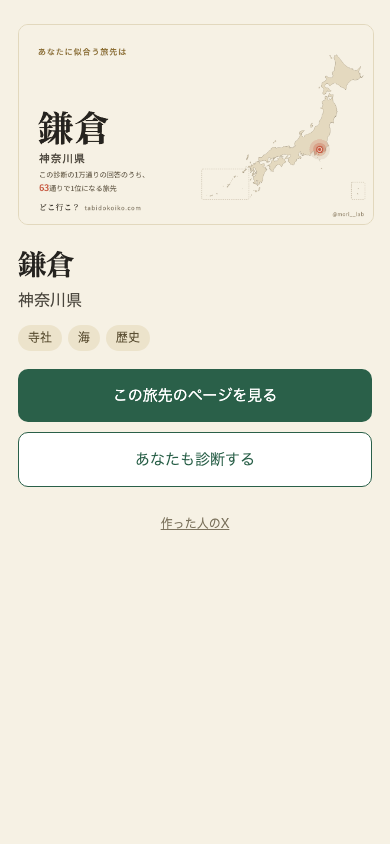 あなたに似合う旅先は
鎌倉
神奈川県
この診断の1万通りの回答のうち、
63通りで1位になる旅先
どこ行こ？ tabidokoiko.com
@murf__lab
鎌倉
神奈川県
寺社 海 歴史
この旅先のページを見る
あなたも診断する
作った人のX